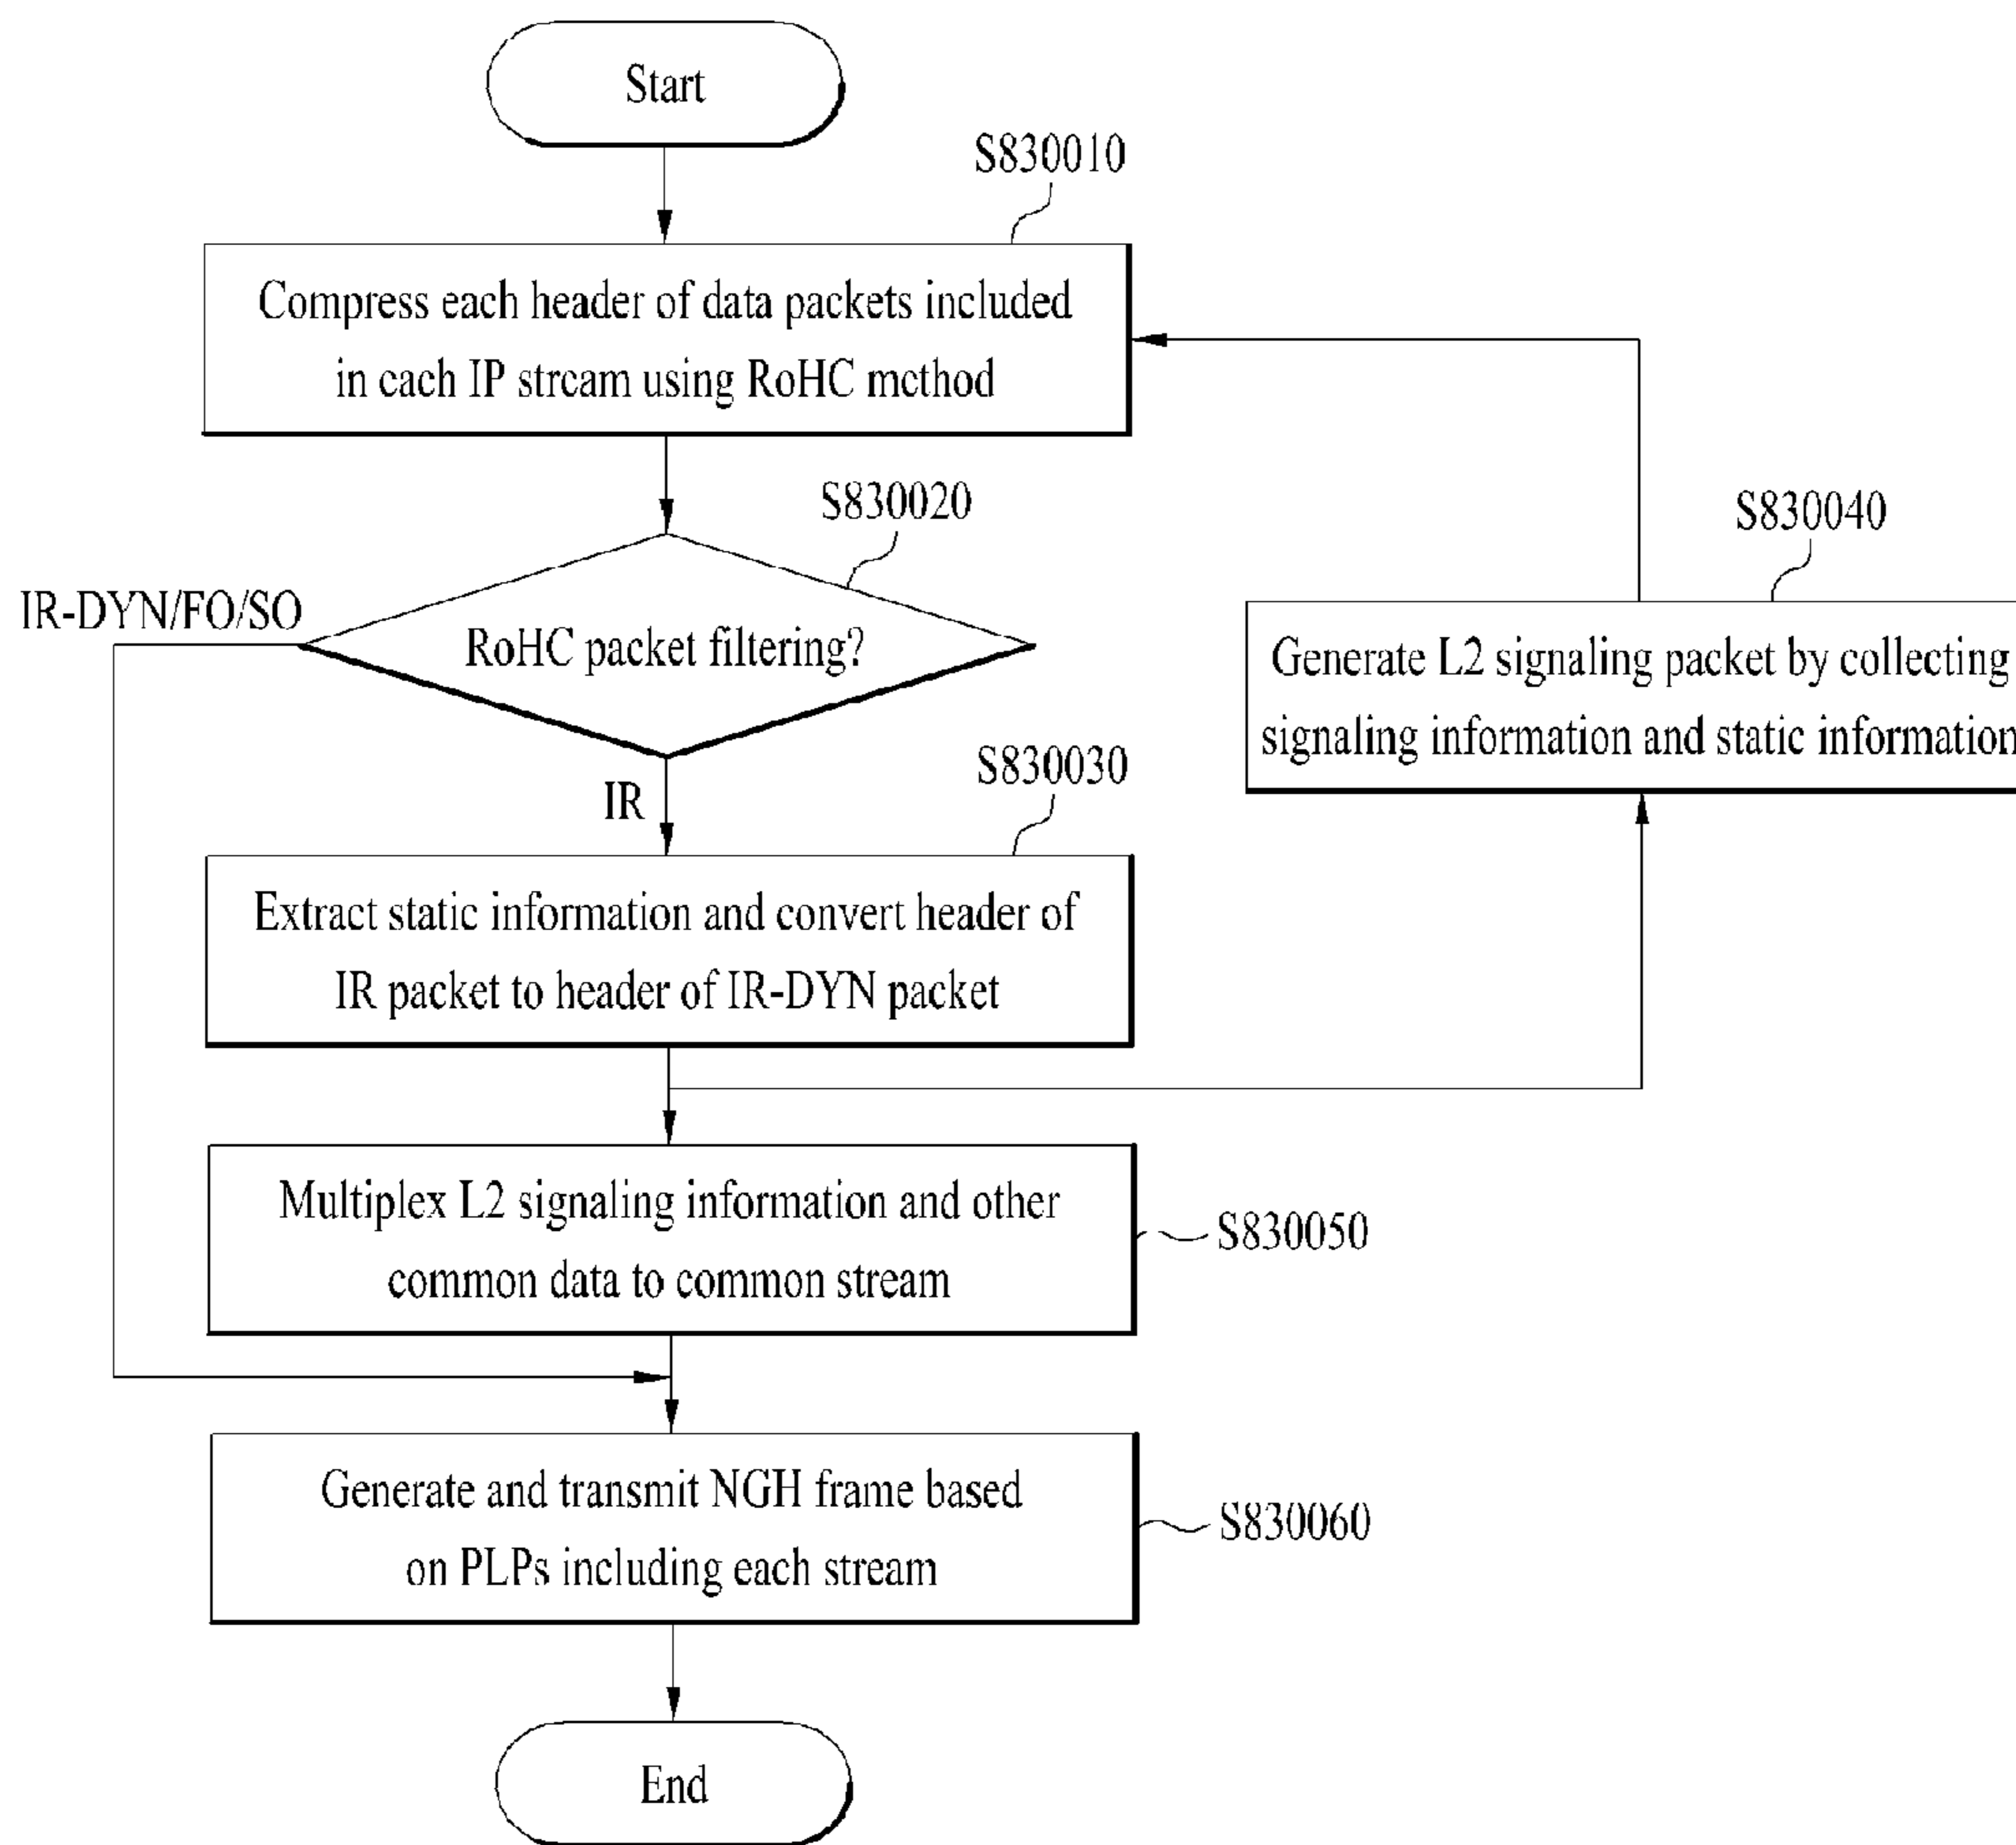 Start
S830010
Compress each header of data packets included
in cach IP strcam using RoHC mcthod
S830020
IR-DYN/FO/SO
RoHC packet filtering?
S830040
Generate L2 signaling packet by collecting
signaling information and static information
IR
S830030
Extract static information and convert header of
IR packet to header of IR-DYN packet
Multiplex L2 signaling information and other
common data to common stream
S830050
Generate and transmit NGH frame based
on PLPs including each stream
S830060
End